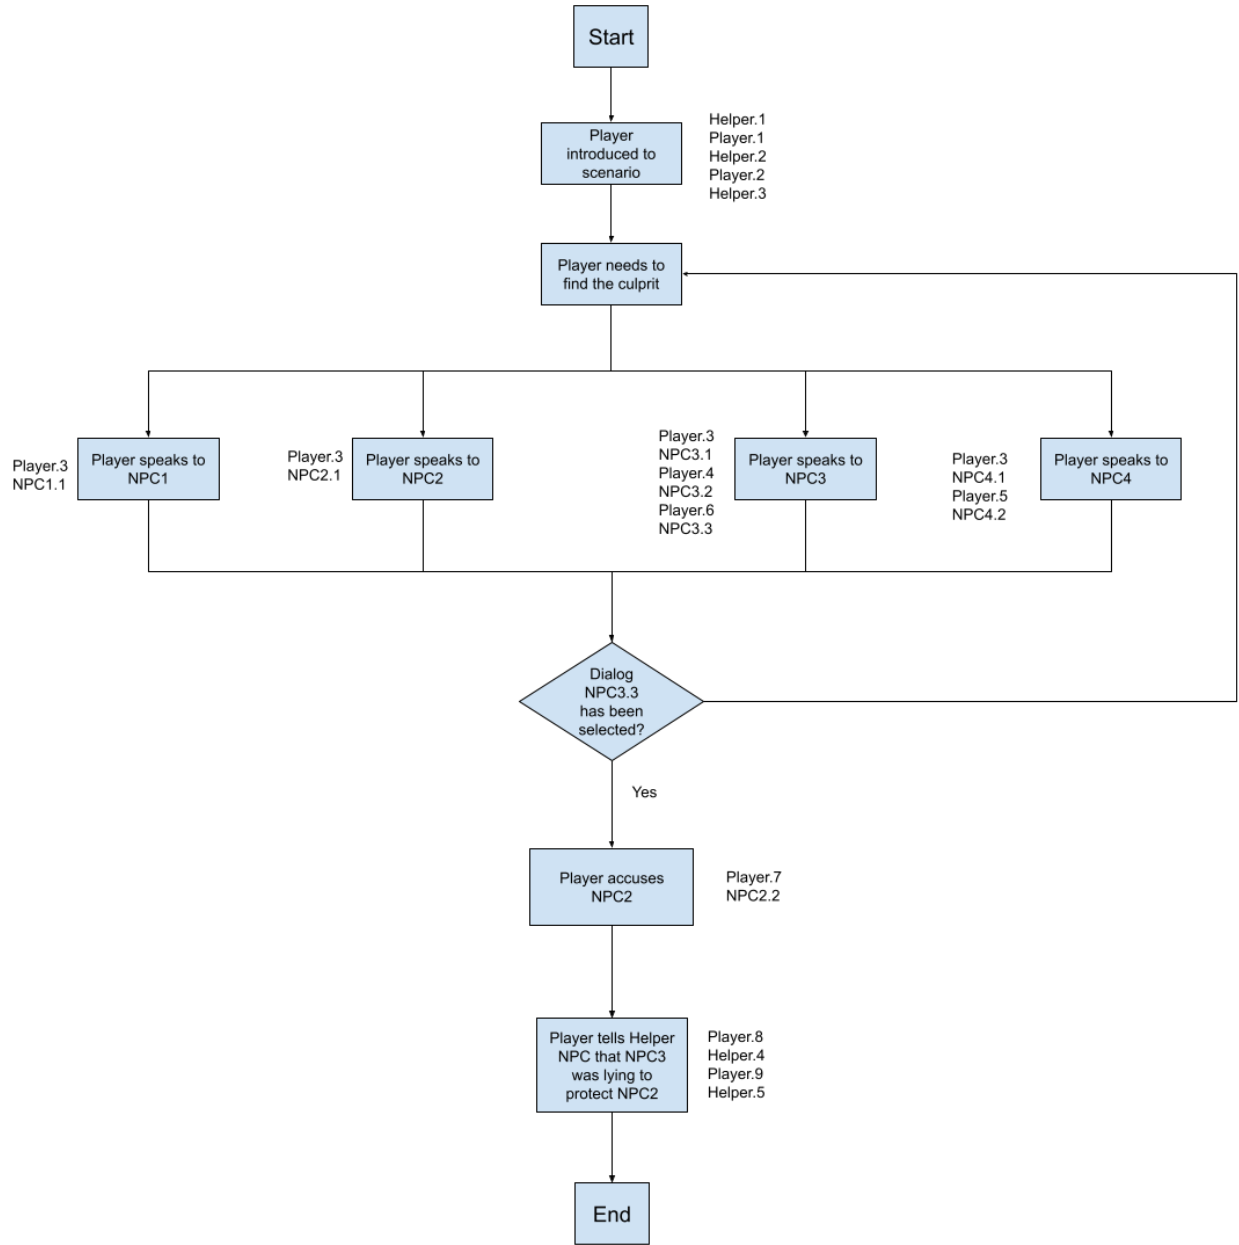 Start
Player
introduced to
scenario
Helper.1
Player.1
Helper.2
Player.2
Helper.3
Player needs to
find the culprit
Player.3
NPC1.1
Player speaks to
NPC1
Player.3
NPC2.1
Player speaks to
NPC2
Player.3
NPC3.1
Player.4
NPC3.2
Player.6
NPC3.3
Player speaks to
NPC3
Player.3
NPC4.1
Player.5
NPC4.2
Player speaks to
NPC4
Dialog
NPC3.3
has been
selected?
Yes
Player accuses
NPC2
Player.7
NPC2.2
Player tells Helper
NPC that NPC3
was lying to
protect NPC2
Player.8
Helper.4
Player.9
Helper.5
End